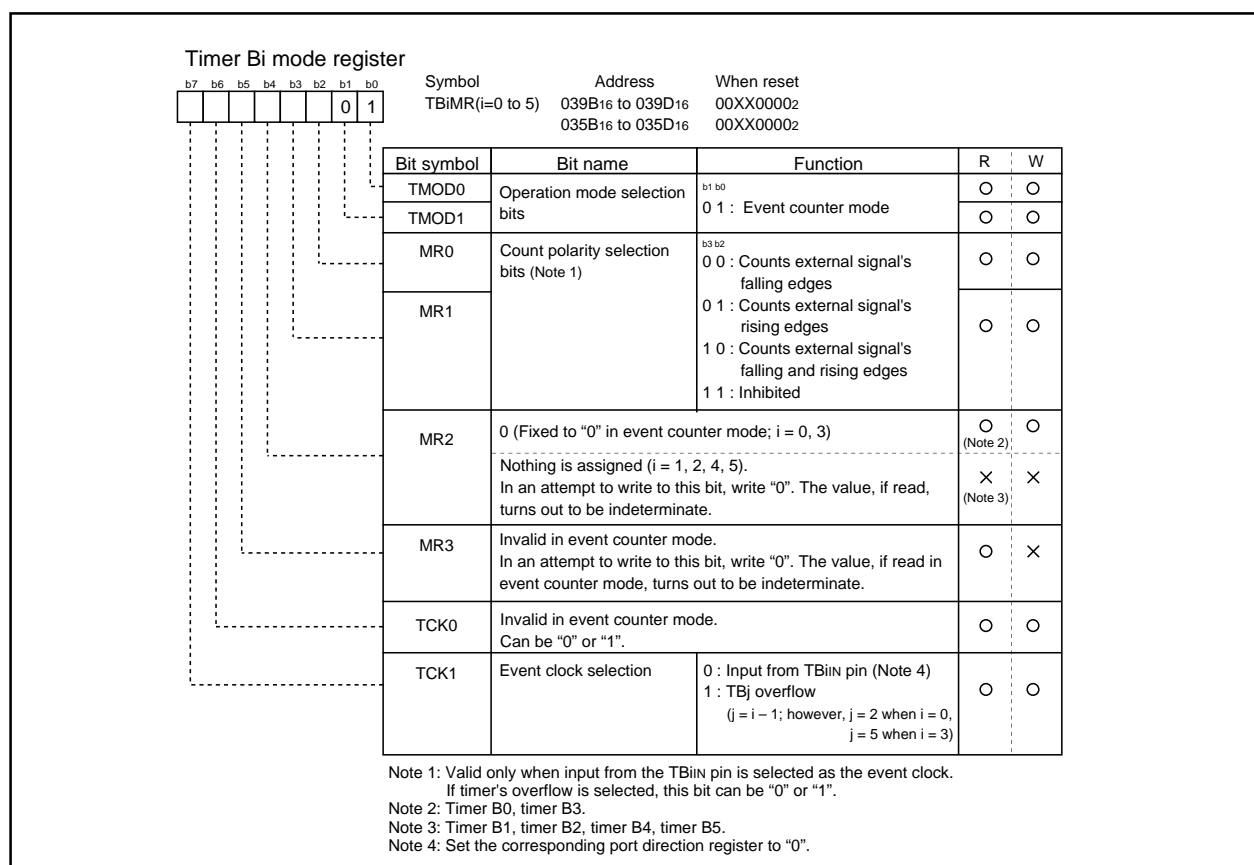 Timer Bi mode register
b7 b6 b5 b4 b3 b2 b1 b0
0 1
Symbol Address When reset
TBiMR(i=0 to 5) 039B16 to 039D16 00XX00002
035B16 to 035D16 00XX00002
Bit symbol Bit name Function R W
TMOD0
TMOD1
Operation mode selection
bits
b1 b0
0 1 : Event counter mode
MR0
MR1
Count polarity selection
bits (Note 1)
b3 b2
0 0 : Counts external signal's
falling edges
0 1 : Counts external signal's
rising edges
1 0 : Counts external signal's
falling and rising edges
1 1 : Inhibited
MR2
0 (Fixed to “0” in event counter mode; i = 0, 3)
(Note 2)
Nothing is assigned (i = 1, 2, 4, 5).
In an attempt to write to this bit, write “0”. The value, if read,
turns out to be indeterminate.
(Note 3)
MR3
Invalid in event counter mode.
In an attempt to write to this bit, write “0”. The value, if read in
event counter mode, turns out to be indeterminate.
TCK0
Invalid in event counter mode.
Can be “0” or “1”.
TCK1
Event clock selection
0 : Input from TBiIN pin (Note 4)
1 : TBj overflow
(j = i – 1; however, j = 2 when i = 0,
j = 5 when i = 3)
Note 1: Valid only when input from the TBiIN pin is selected as the event clock.
If timer's overflow is selected, this bit can be “0” or “1”.
Note 2: Timer B0, timer B3.
Note 3: Timer B1, timer B2, timer B4, timer B5.
Note 4: Set the corresponding port direction register to “0”.